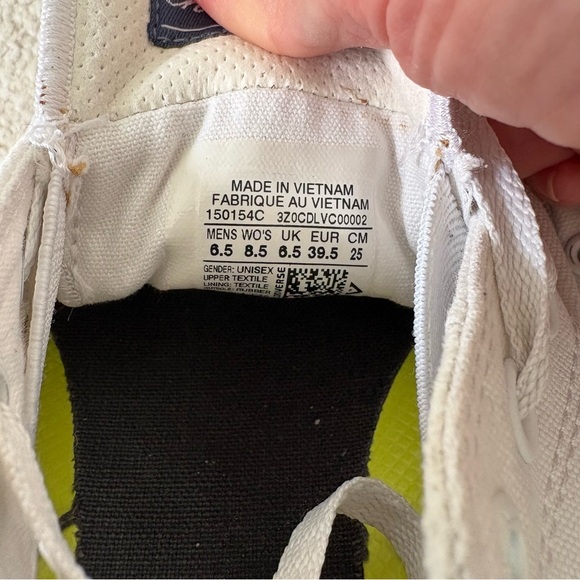 MADE IN VIETNAM
FABRIQUE AU VIETNAM
150154C 3Z0CDLVC00002
MENS WO'S UK EUR CM
6.5 8.5 6.5 39.5 25
GENDER: UNISEX
UPPER TEXTILE
LINING: TEXTILE
RUBBER